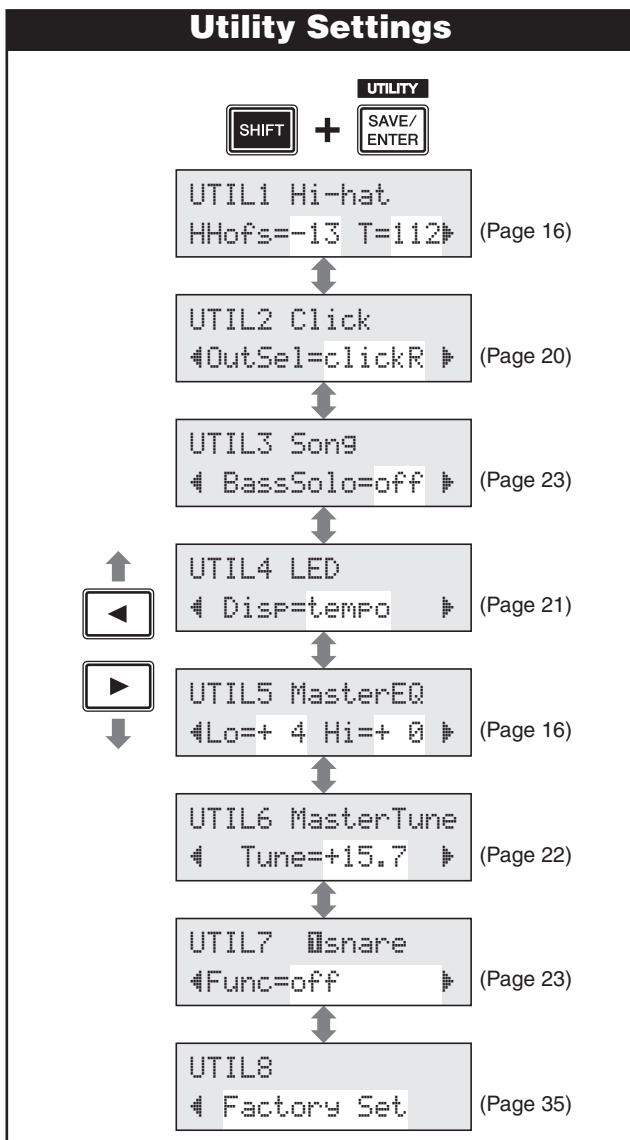 Utility Settings
UTILITY
SHIFT + SAVE/
ENTER
UTIL1 Hi-hat
HHofs=-13 T=112▶ (Page 16)
UTIL2 Click
◀OutSel=clickR ▶ (Page 20)
UTIL3 Song
◀ BassSolo=off ▶ (Page 23)
UTIL4 LED
◀ Disp=tempo ▶ (Page 21)
◀
▶
UTIL5 MasterEQ
◀Lo=+ 4 Hi=+ 0 ▶ (Page 16)
UTIL6 MasterTune
◀ Tune=+15.7 ▶ (Page 22)
UTIL7 1snare
◀Func=off ▶ (Page 23)
UTIL8
◀ Factory Set (Page 35)